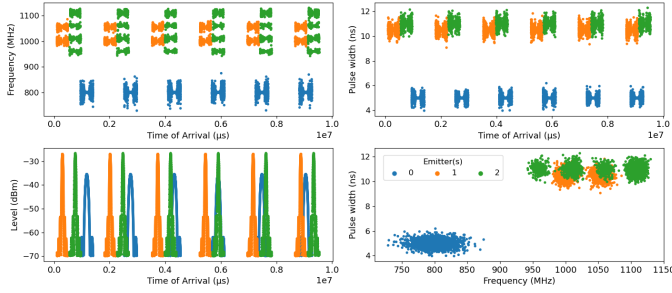 1100
1000
900
800
Frequency (MHz)
0.0 0.2 0.4 0.6 0.8 1.0
Time of Arrival (µs)
1e7
12
10
8
6
4
Pulse width (ns)
0.0 0.2 0.4 0.6 0.8 1.0
Time of Arrival (µs)
1e7
−30
−40
−50
−60
−70
Level (dBm)
0.0 0.2 0.4 0.6 0.8 1.0
Time of Arrival (µs)
1e7
12
10
8
6
4
Pulse width (ns)
Emitter(s)
0 1 2
750 800 850 900 950 1000 1050 1100 1150
Frequency (MHz)